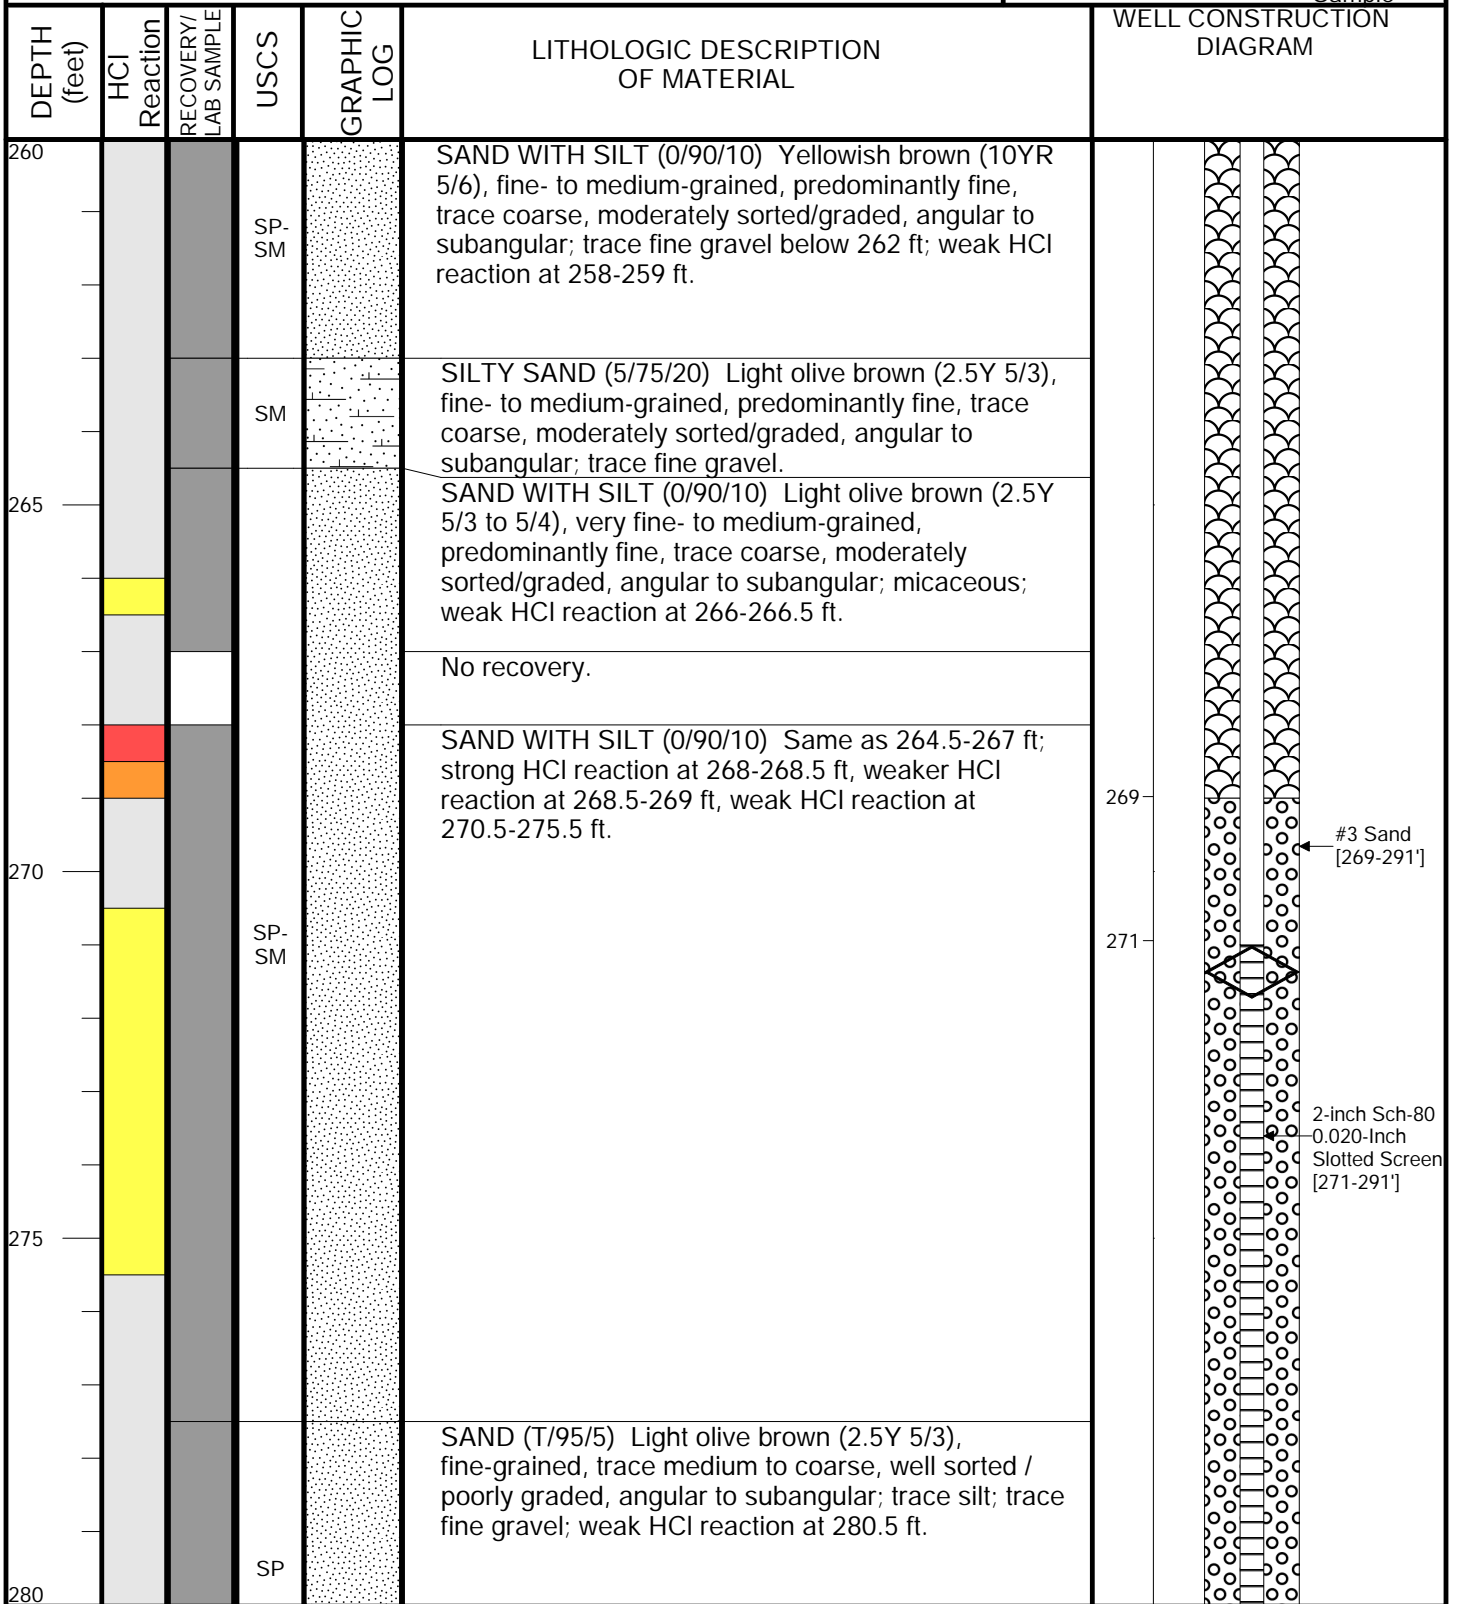 Sample
DEPTH
(feet)
HCl
Reaction
RECOVERY/
LAB SAMPLE
USCS
GRAPHIC
LOG
LITHOLOGIC DESCRIPTION
OF MATERIAL
WELL CONSTRUCTION
DIAGRAM
260
SP-
SM
SAND WITH SILT (0/90/10) Yellowish brown (10YR
5/6), fine- to medium-grained, predominantly fine,
trace coarse, moderately sorted/graded, angular to
subangular; trace fine gravel below 262 ft; weak HCl
reaction at 258-259 ft.
SM
SILTY SAND (5/75/20) Light olive brown (2.5Y 5/3),
fine- to medium-grained, predominantly fine, trace
coarse, moderately sorted/graded, angular to
subangular; trace fine gravel.
265
SAND WITH SILT (0/90/10) Light olive brown (2.5Y
5/3 to 5/4), very fine- to medium-grained,
predominantly fine, trace coarse, moderately
sorted/graded, angular to subangular; micaceous;
weak HCl reaction at 266-266.5 ft.
No recovery.
SAND WITH SILT (0/90/10) Same as 264.5-267 ft;
strong HCl reaction at 268-268.5 ft, weaker HCl
reaction at 268.5-269 ft, weak HCl reaction at
270.5-275.5 ft.
269
#3 Sand
[269-291']
270
SP-
SM
271
2-inch Sch-80
0.020-Inch
Slotted Screen
[271-291']
275
SAND (T/95/5) Light olive brown (2.5Y 5/3),
fine-grained, trace medium to coarse, well sorted /
poorly graded, angular to subangular; trace silt; trace
fine gravel; weak HCl reaction at 280.5 ft.
SP
280